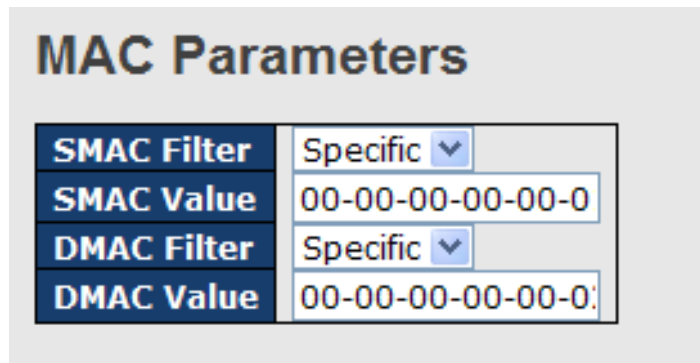 MAC Parameters
SMAC Filter Specific
SMAC Value 00-00-00-00-00-0
DMAC Filter Specific
DMAC Value 00-00-00-00-00-0